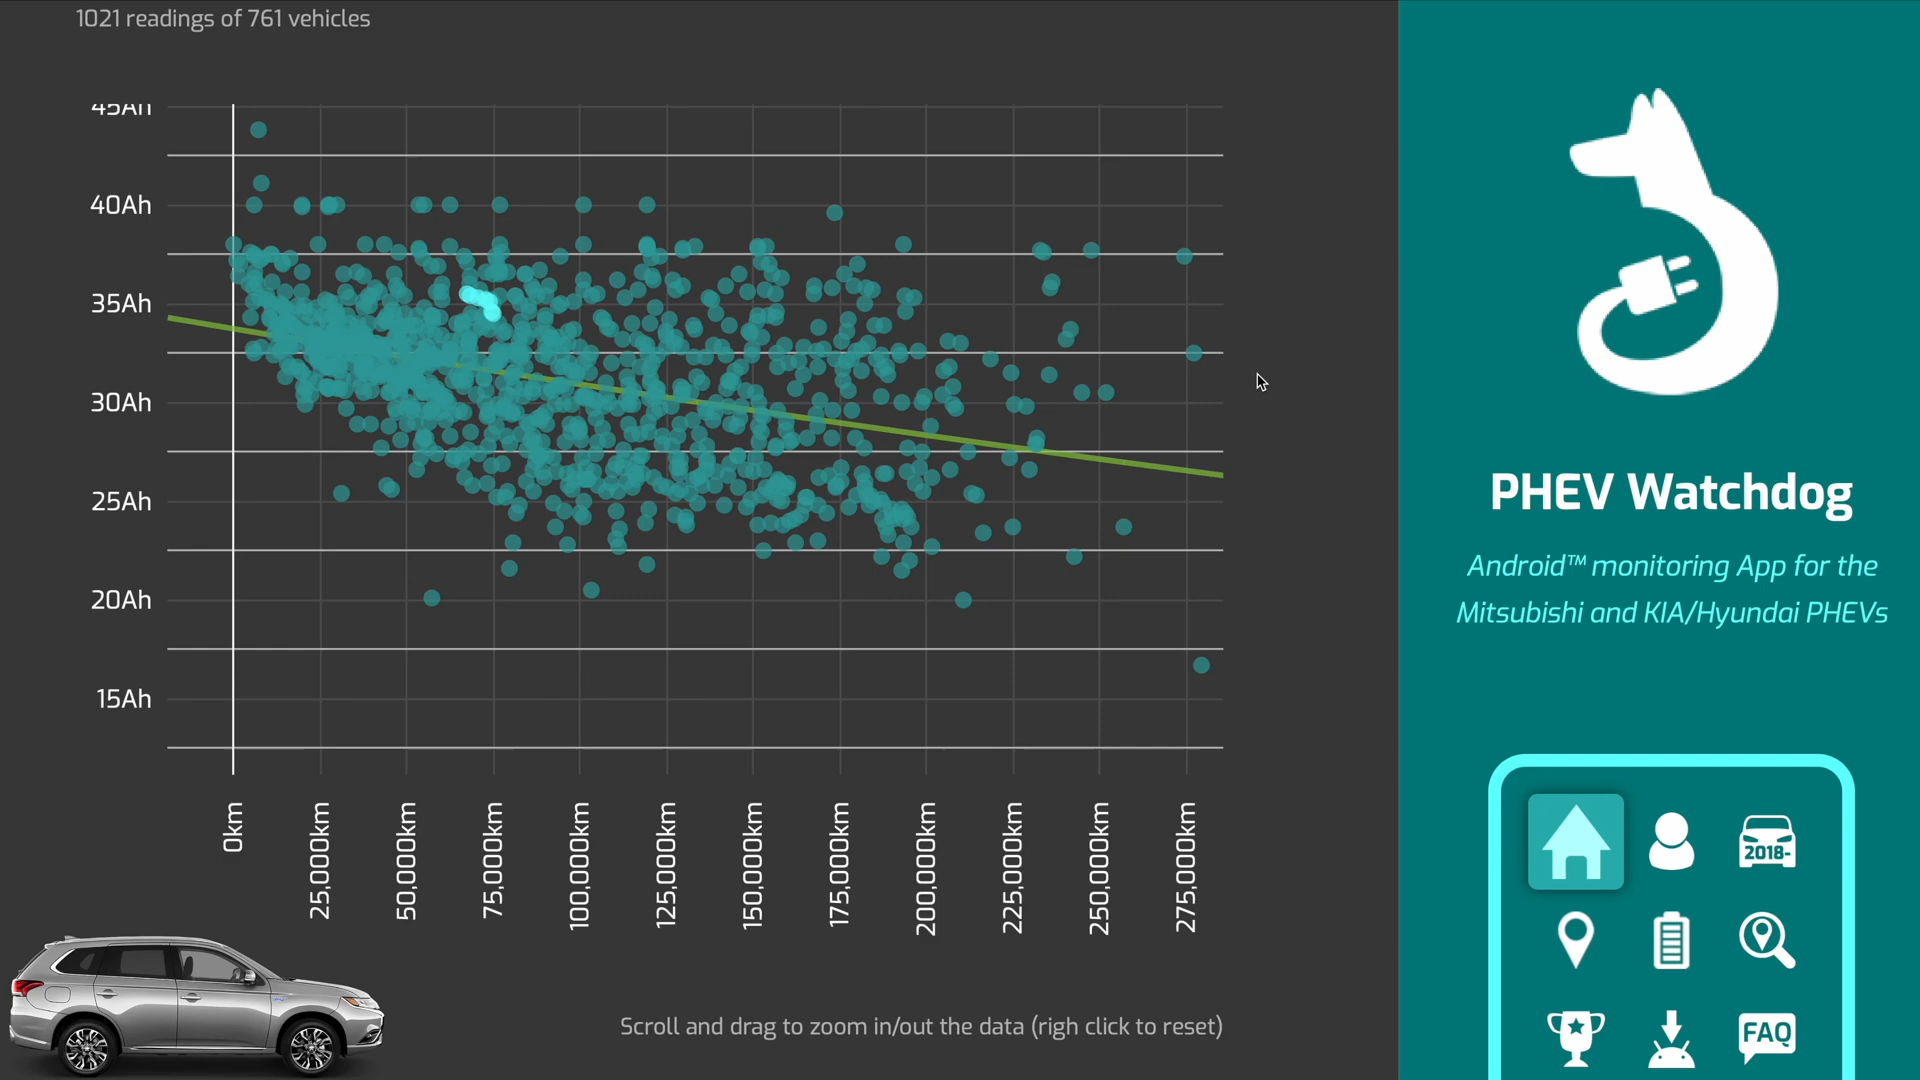 1021 readings of 761 vehicles
45Ah
40Ah
35Ah
30Ah
25Ah
20Ah
15Ah
0km
25,000km
50,000km
75,000km
100,000km
125,000km
150,000km
175,000km
200,000km
225,000km
250,000km
275,000km
Scroll and drag to zoom in/out the data (righ click to reset)
PHEV Watchdog
Android™ monitoring App for the
Mitsubishi and KIA/Hyundai PHEVs
2018-
FAQ